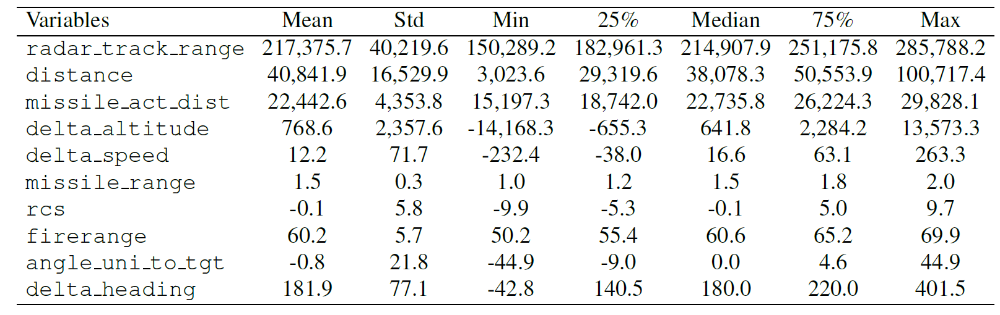 Variables Mean Std Min 25% Median 75% Max
radar_track_range 217,375.7 40,219.6 150,289.2 182,961.3 214,907.9 251,175.8 285,788.2
distance 40,841.9 16,529.9 3,023.6 29,319.6 38,078.3 50,553.9 100,717.4
missile_act_dist 22,442.6 4,353.8 15,197.3 18,742.0 22,735.8 26,224.3 29,828.1
delta_altitude 768.6 2,357.6 -14,168.3 -655.3 641.8 2,284.2 13,573.3
delta_speed 12.2 71.7 -232.4 -38.0 16.6 63.1 263.3
missile_range 1.5 0.3 1.0 1.2 1.5 1.8 2.0
rcs -0.1 5.8 -9.9 -5.3 -0.1 5.0 9.7
firerange 60.2 5.7 50.2 55.4 60.6 65.2 69.9
angle_uni_to_tgt -0.8 21.8 -44.9 -9.0 0.0 4.6 44.9
delta_heading 181.9 77.1 -42.8 140.5 180.0 220.0 401.5